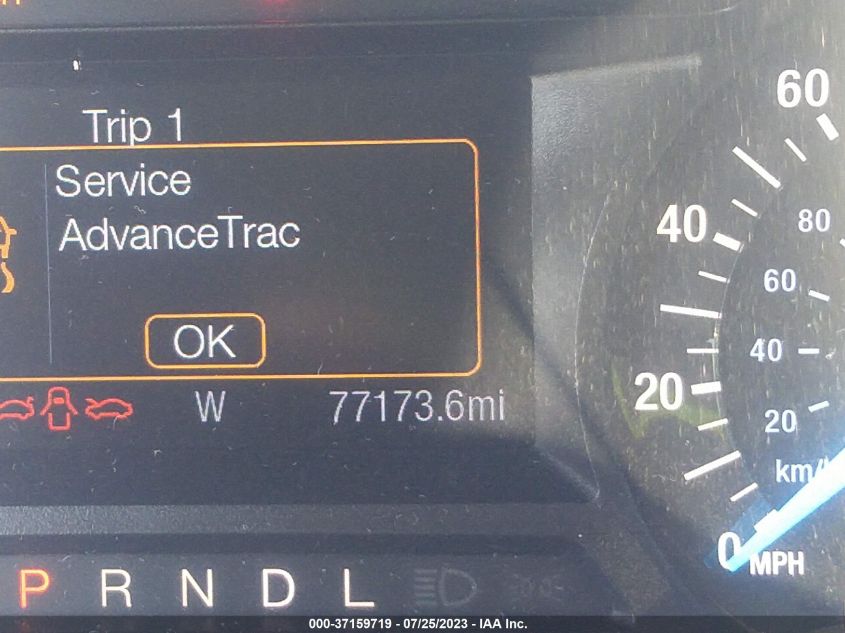 Trip 1
Service
AdvanceTrac
OK
W 77173.6mi
60
40
20
0 MPH
80
60
40
20
P R N D L
000-37159719 - 07/25/2023 - IAA Inc.